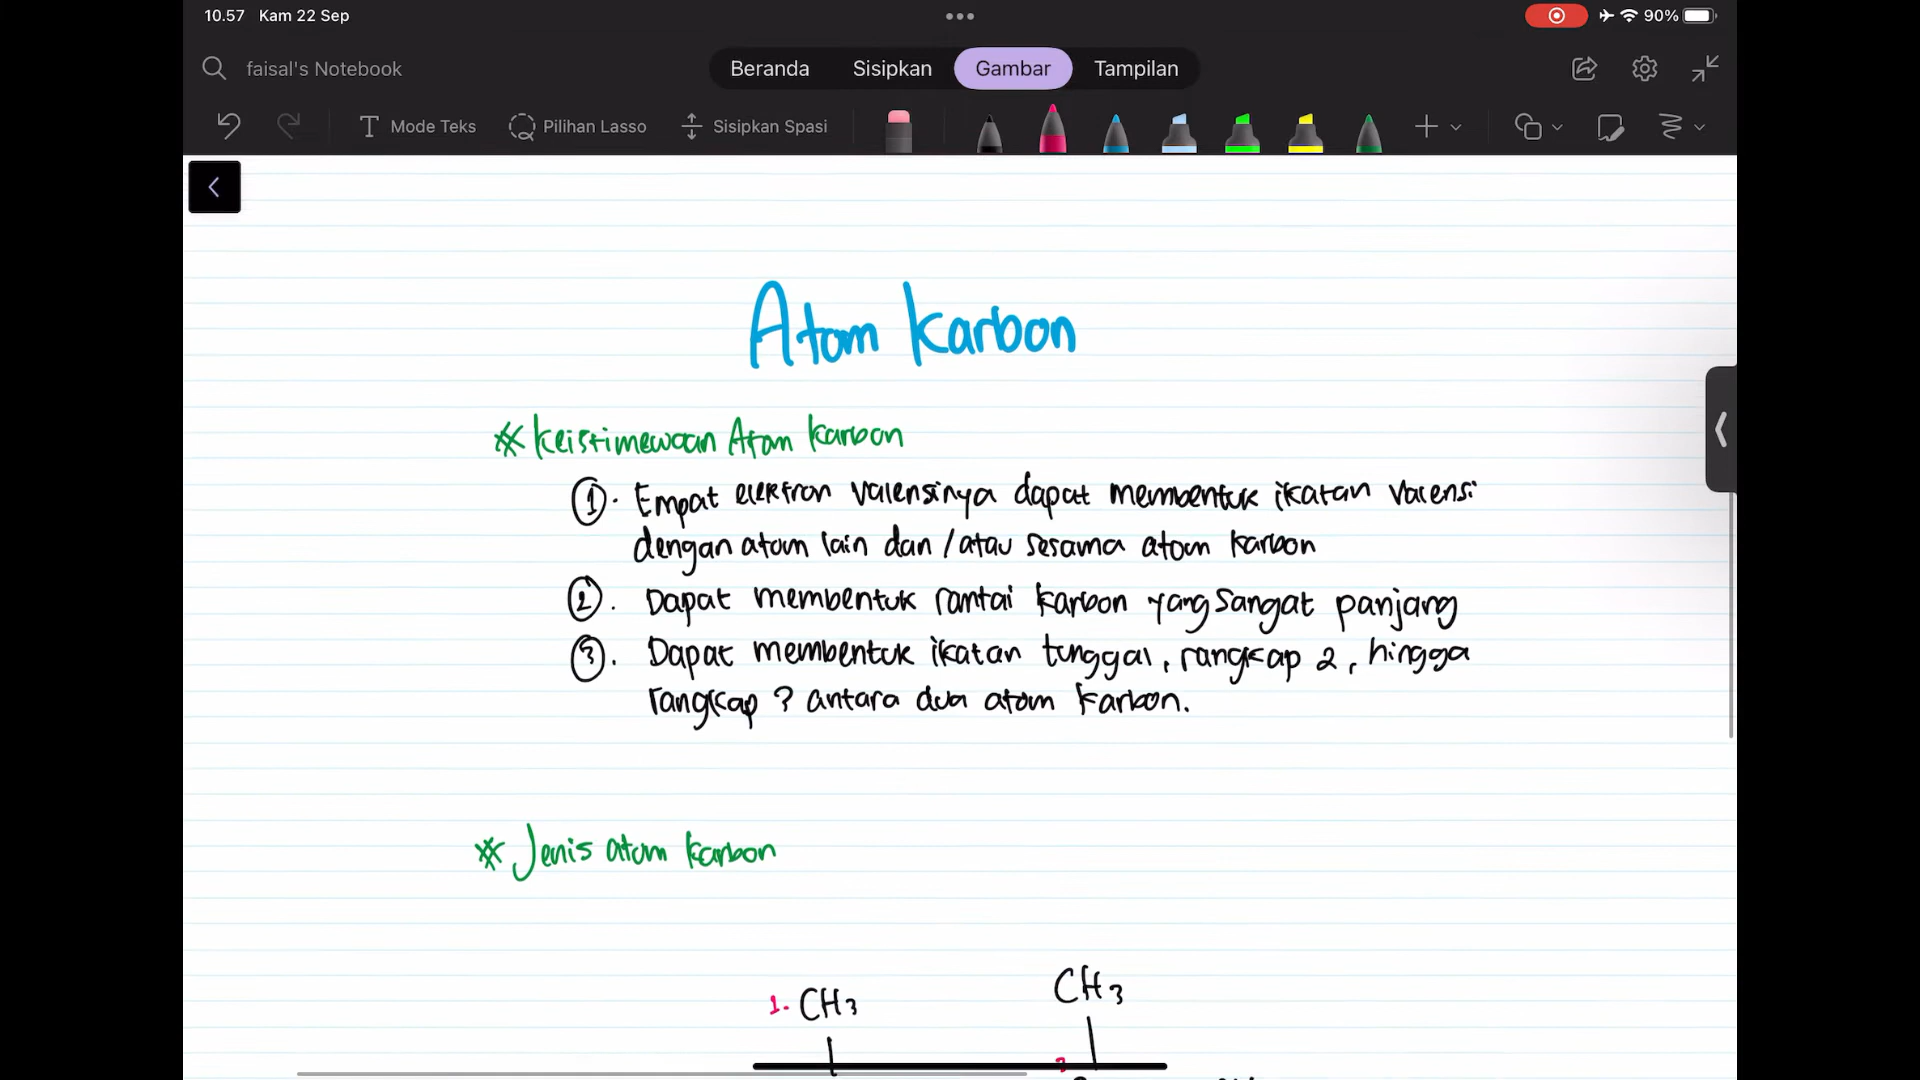 10.57 Kam 22 Sep
90%
faisal's Notebook
Beranda Sisipkan Gambar Tampilan
Mode Teks Pilihan Lasso Sisipkan Spasi
Atom Karbon
* Keistimewaan Atom Karbon
1. Empat elektron valensinya dapat membentuk ikatan valensi
dengan atom lain dan/atau sesama atom karbon
2. Dapat membentuk rantai karbon yang sangat panjang
3. Dapat membentuk ikatan tunggal, rangkap 2, hingga
rangkap 3 antara dua atom karbon.
* Jenis atom karbon
CH3
1. CH3